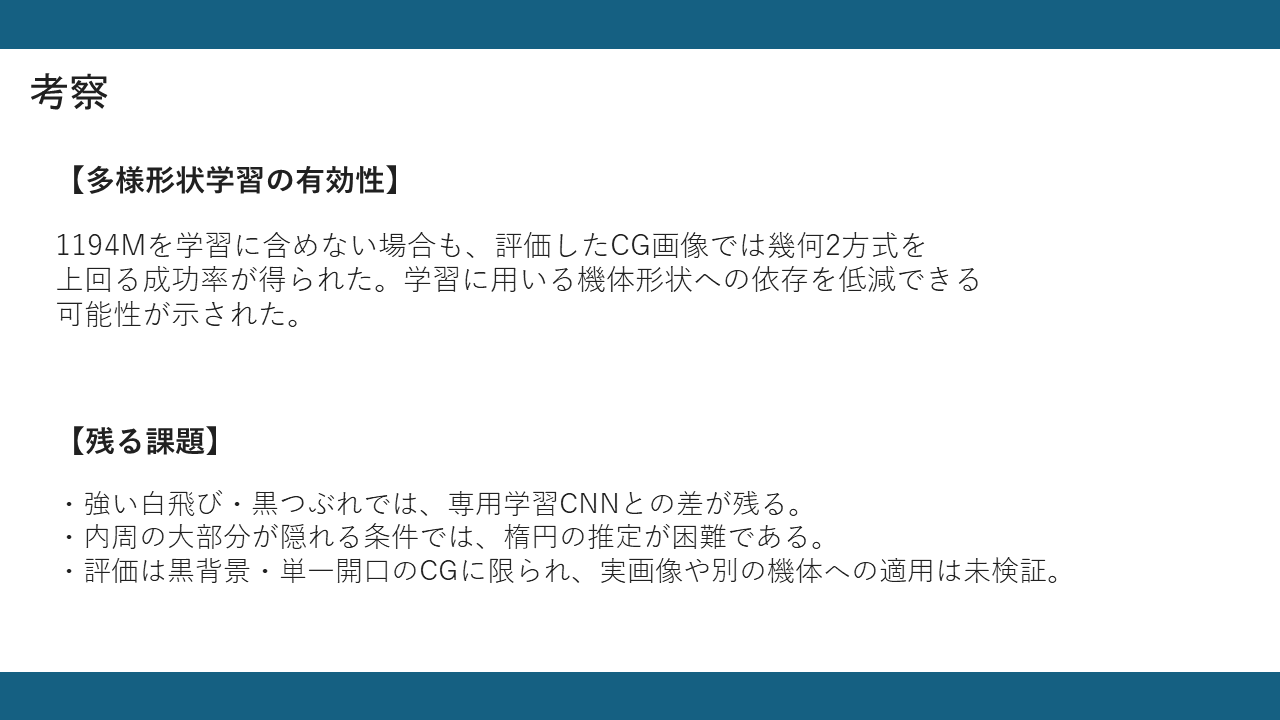 考察
【多様形状学習の有効性】
1194Mを学習に含めない場合も、評価したCG画像では幾何2方式を
上回る成功率が得られた。学習に用いる機体形状への依存を低減できる
可能性が示された。
【残る課題】
・強い白飛び・黒つぶれでは、専用学習CNNとの差が残る。
・内周の大部分が隠れる条件では、楕円の推定が困難である。
・評価は黒背景・単一開口のCGに限られ、実画像や別の機体への適用は未検証。